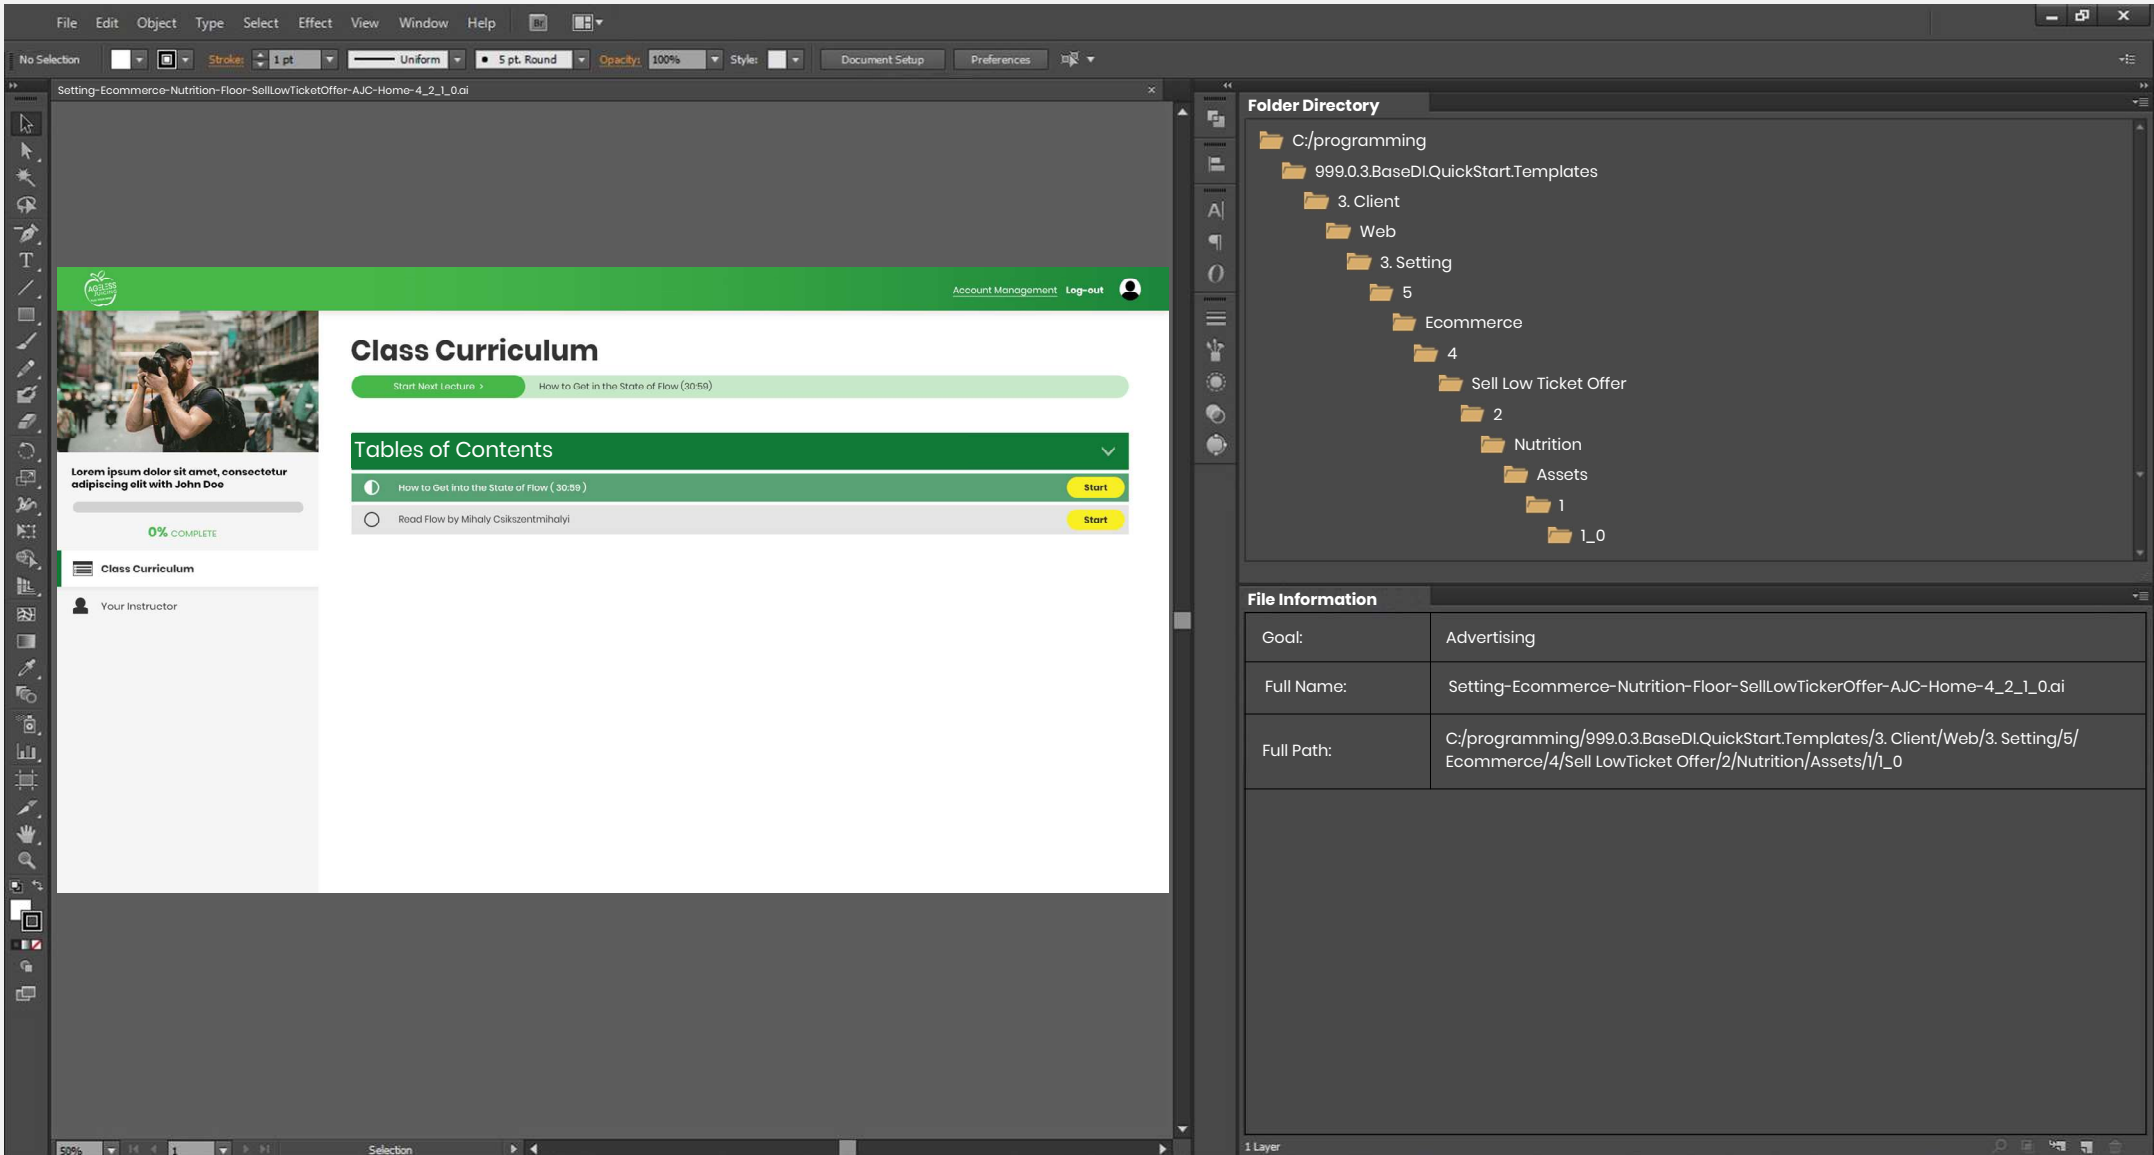 File Edit Object Type Select Effect View Window Help Br
No Selection Stroke: 1 pt Uniform 5 pt. Round Opacity: 100% Style: Document Setup Preferences
Setting-Ecommerce-Nutrition-Floor-SellLowTicketOffer-AJC-Home-4_2_1_0.ai ×
AGELESS
Account Management Log-out
Class Curriculum
Start Next Lecture > How to Get in the State of Flow (30:59)
Tables of Contents
How to Get into the State of Flow ( 30:59 ) Start
Read Flow by Mihaly Csikszentmihalyi Start
Lorem ipsum dolor sit amet, consectetur
adipiscing elit with John Doe
0% COMPLETE
Class Curriculum
Your Instructor
50% 1 Selection
Folder Directory
C:/programming
999.0.3.BaseDI.QuickStart.Templates
3. Client
Web
3. Setting
5
Ecommerce
4
Sell Low Ticket Offer
2
Nutrition
Assets
1
1_0
File Information
Goal: Advertising
Full Name: Setting-Ecommerce-Nutrition-Floor-SellLowTickerOffer-AJC-Home-4_2_1_0.ai
Full Path: C:/programming/999.0.3.BaseDI.QuickStart.Templates/3. Client/Web/3. Setting/5/
Ecommerce/4/Sell LowTicket Offer/2/Nutrition/Assets/1/1_0
1 Layer